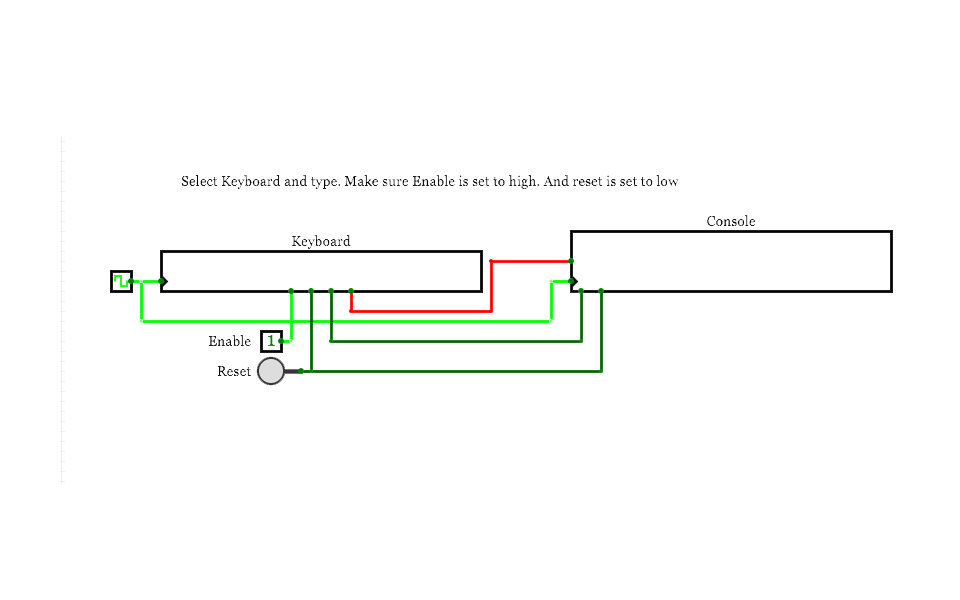 Select Keyboard and type. Make sure Enable is set to high. And reset is set to low
Console
Keyboard
Enable 1
Reset